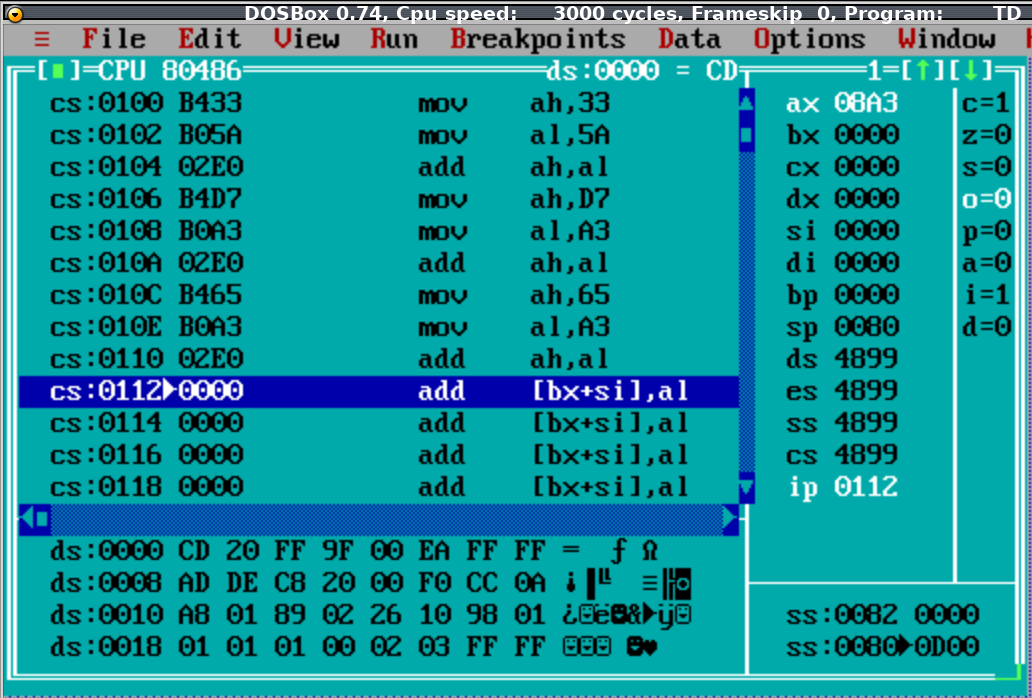 DOSBox 0.74, Cpu speed: 3000 cycles, Frameskip 0, Program: TD
≡ File Edit View Run Breakpoints Data Options Window
[■]=CPU 80486 ds:0000 = CD 1=[↑][↓]
cs:0100 B433 mov ah,33 ax 08A3 c=1
cs:0102 B05A mov al,5A bx 0000 z=0
cs:0104 02E0 add ah,al cx 0000 s=0
cs:0106 B4D7 mov ah,D7 dx 0000 o=0
cs:0108 B0A3 mov al,A3 si 0000 p=0
cs:010A 02E0 add ah,al di 0000 a=0
cs:010C B465 mov ah,65 bp 0000 i=1
cs:010E B0A3 mov al,A3 sp 0080 d=0
cs:0110 02E0 add ah,al ds 4899
cs:0112►0000 add [bx+si],al es 4899
cs:0114 0000 add [bx+si],al ss 4899
cs:0116 0000 add [bx+si],al cs 4899
cs:0118 0000 add [bx+si],al ip 0112
ds:0000 CD 20 FF 9F 00 EA FF FF = ƒ Ω
ds:0008 AD DE C8 20 00 F0 CC 0A ¡▐╚ ≡╠◙
ds:0010 A8 01 89 02 26 10 98 01 ¿☺ë☻&►ÿ☺ ss:0082 0000
ds:0018 01 01 01 00 02 03 FF FF ☺☺☺ ☻♥ ss:0080►0D00